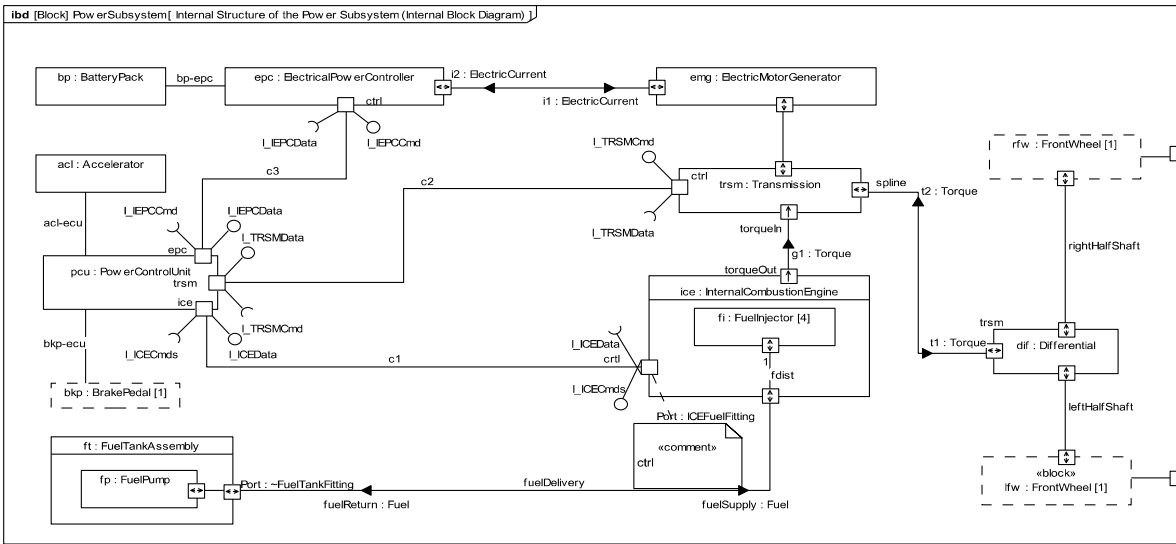 ibd [Block] PowerSubsystem[ Internal Structure of the Power Subsystem (Internal Block Diagram) ]
bp : BatteryPack
bp-epc
epc : ElectricalPowerController
ctrl
i2 : ElectricCurrent
i1 : ElectricCurrent
emg : ElectricMotorGenerator
I_IEPCData
I_IEPCCmd
acl : Accelerator
acl-ecu
c3
c2
I_TRSMCmd
ctrl
trsm : Transmission
I_TRSMData
spline
t2 : Torque
rfw : FrontWheel [1]
rightHalfShaft
I_IEPCCmd
I_IEPCData
I_TRSMData
epc
pcu : PowerControlUnit
trsm
ice
I_TRSMCmd
I_ICECmds
I_ICEData
bkp-ecu
bkp : BrakePedal [1]
c1
torqueIn
g1 : Torque
torqueOut
ice : InternalCombustionEngine
fi : FuelInjector [4]
1
fdist
I_ICEData
crtl
I_ICECmds
trsm
t1 : Torque
dif : Differential
leftHalfShaft
«block»
lfw : FrontWheel [1]
Port : ICEFuelFitting
«comment»
ctrl
ft : FuelTankAssembly
fp : FuelPump
Port : ~FuelTankFitting
fuelDelivery
fuelReturn : Fuel
fuelSupply : Fuel